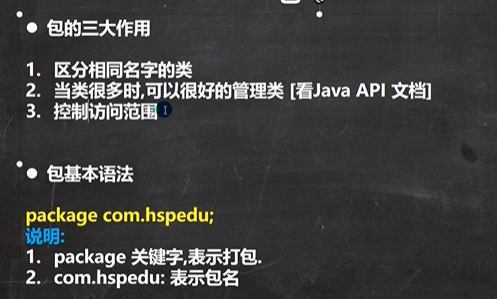 ● 包的三大作用
1. 区分相同名字的类
2. 当类很多时,可以很好的管理类 [看Java API 文档]
3. 控制访问范围
● 包基本语法
package com.hspedu;
说明:
1. package 关键字,表示打包.
2. com.hspedu: 表示包名